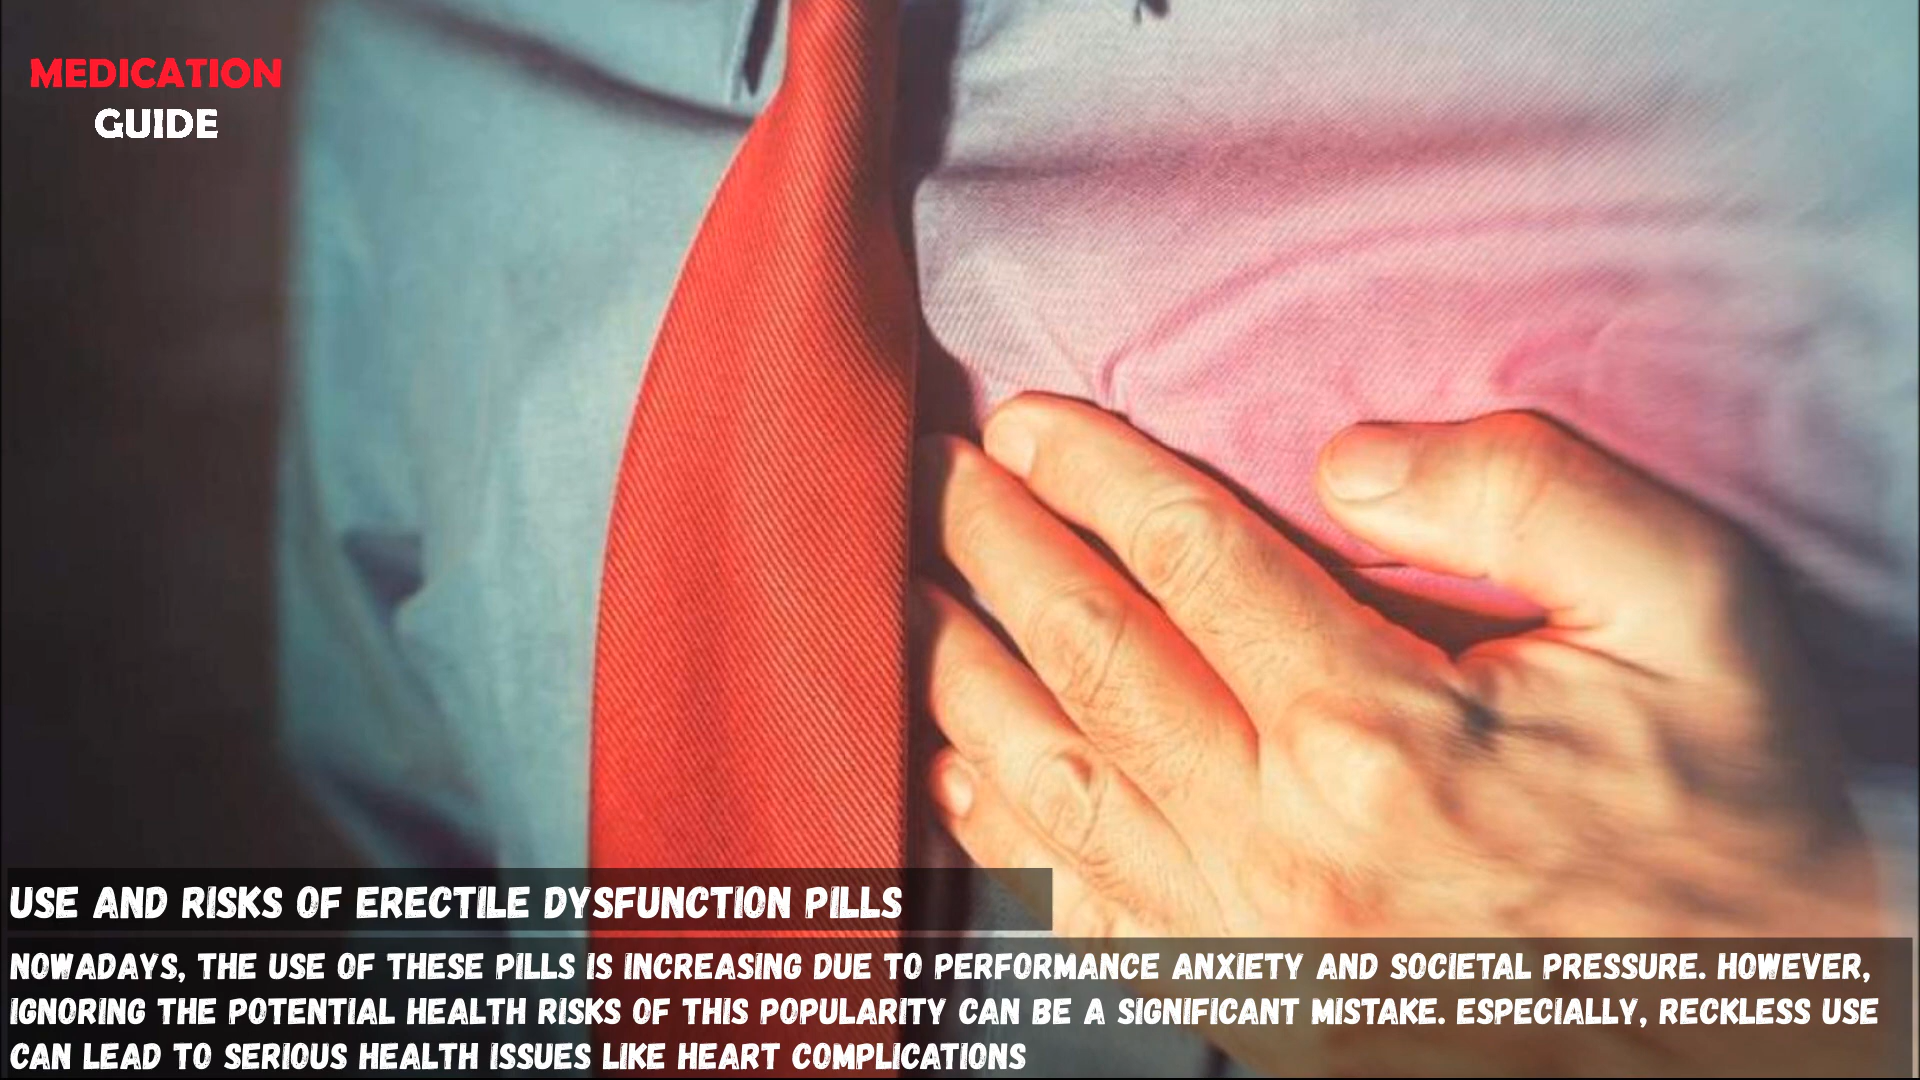 MEDICATION
GUIDE
USE AND RISKS OF ERECTILE DYSFUNCTION PILLS
NOWADAYS, THE USE OF THESE PILLS IS INCREASING DUE TO PERFORMANCE ANXIETY AND SOCIETAL PRESSURE. HOWEVER,
IGNORING THE POTENTIAL HEALTH RISKS OF THIS POPULARITY CAN BE A SIGNIFICANT MISTAKE. ESPECIALLY, RECKLESS USE
CAN LEAD TO SERIOUS HEALTH ISSUES LIKE HEART COMPLICATIONS